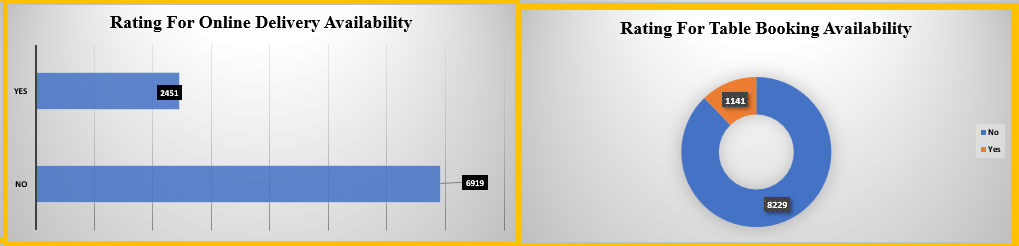 Rating For Online Delivery Availability
YES
2451
NO
6919
Rating For Table Booking Availability
1141
8229
No
Yes